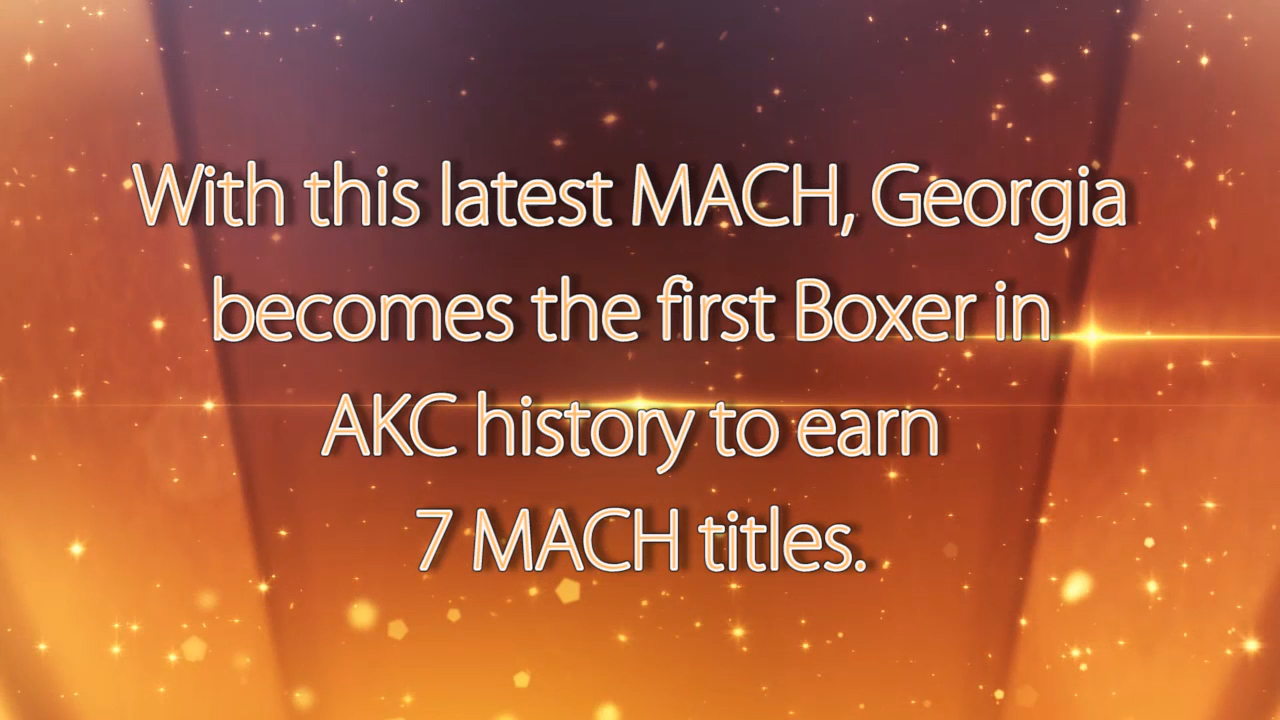 With this latest MACH, Georgia
becomes the first Boxer in
AKC history to earn
7 MACH titles.